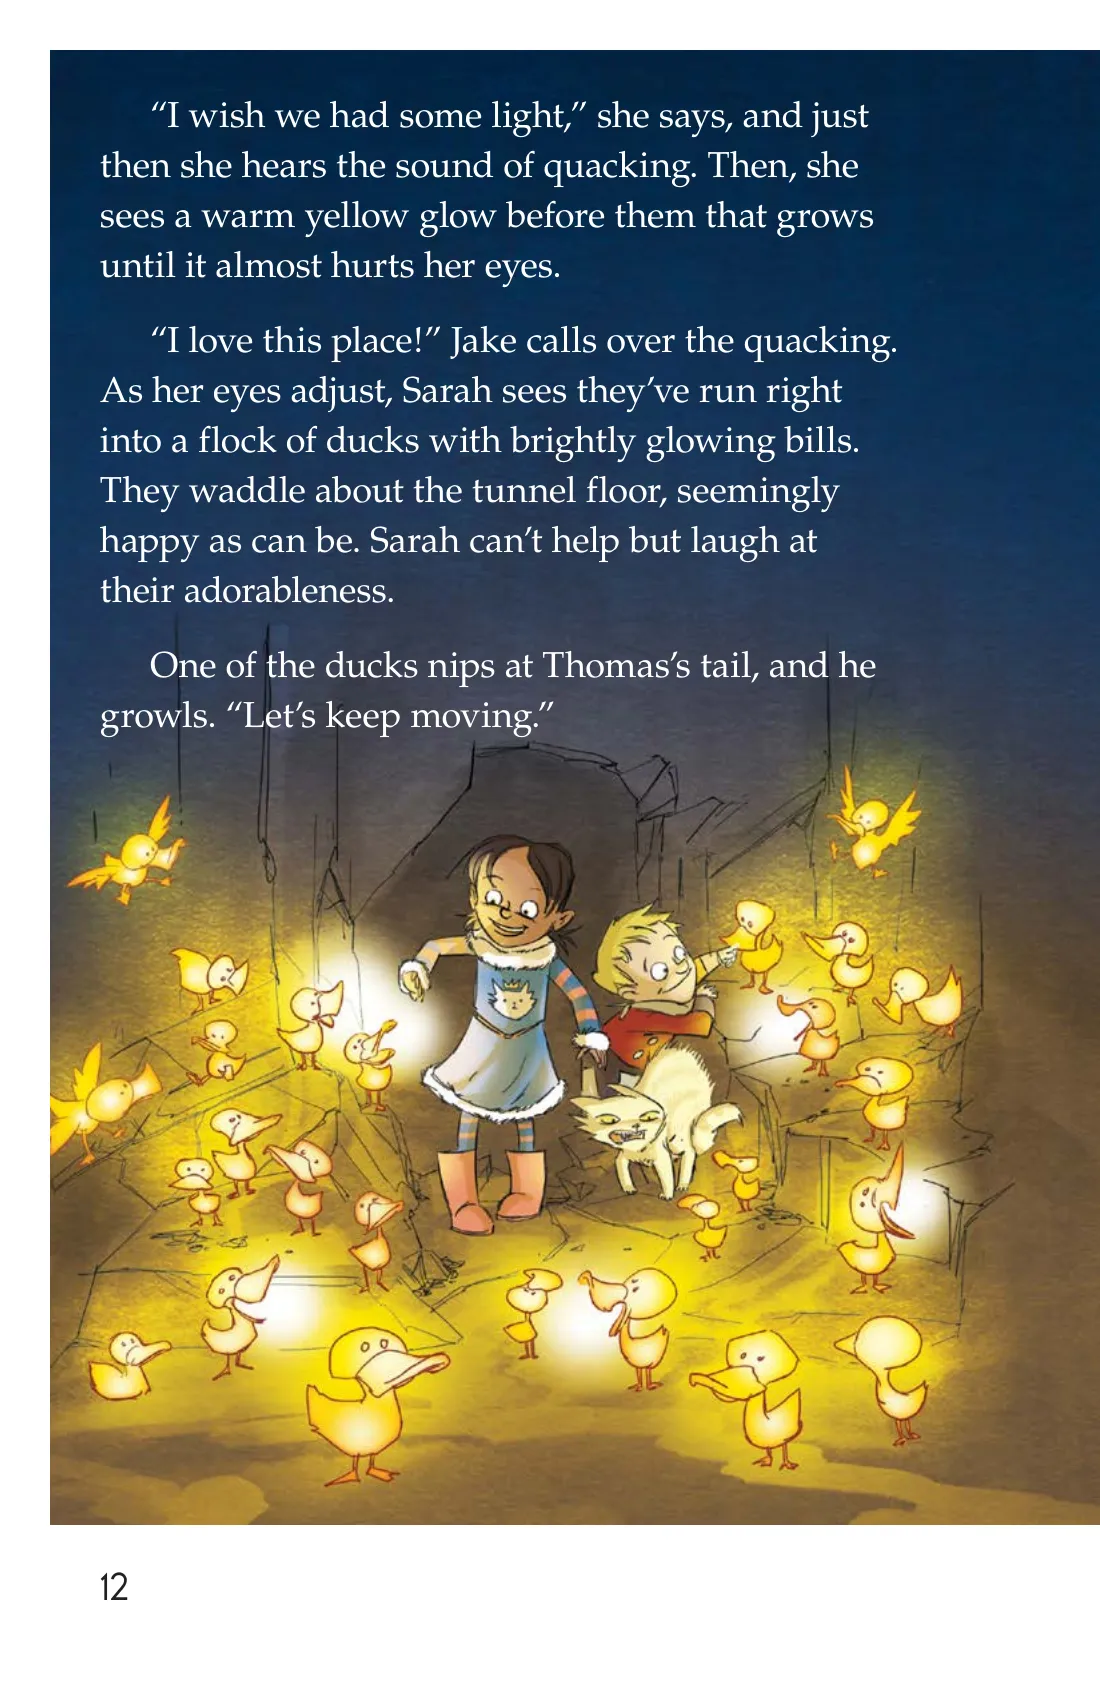 “I wish we had some light,” she says, and just
then she hears the sound of quacking. Then, she
sees a warm yellow glow before them that grows
until it almost hurts her eyes.
“I love this place!” Jake calls over the quacking.
As her eyes adjust, Sarah sees they’ve run right
into a flock of ducks with brightly glowing bills.
They waddle about the tunnel floor, seemingly
happy as can be. Sarah can’t help but laugh at
their adorableness.
One of the ducks nips at Thomas’s tail, and he
growls. “Let’s keep moving.”
12